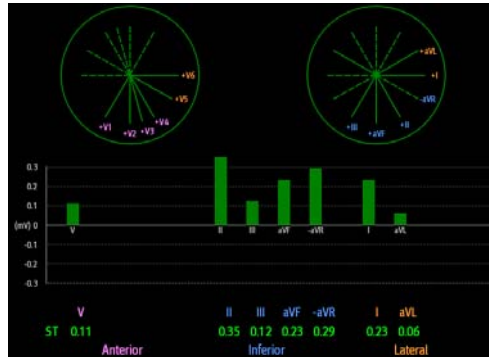 +V6
+V5
+V4
+V3
+V2
+V1
+aVL
+I
-aVR
+II
+aVF
+III
0.3
0.2
0.1
(mV) 0
-0.1
-0.2
-0.3
V II III aVF -aVR I aVL
V II III aVF -aVR I aVL
ST 0.11 0.35 0.12 0.23 0.29 0.23 0.06
Anterior Inferior Lateral